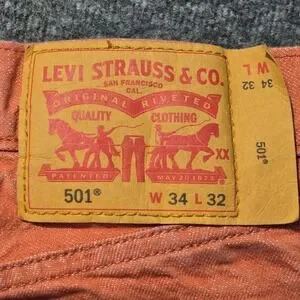 LEVI STRAUSS & CO.
SAN FRANCISCO
CAL.
ORIGINAL RIVETED
QUALITY CLOTHING
XX
PATENTED MAY 20 1873
501® W 34 L 32
W L
34 32
501®